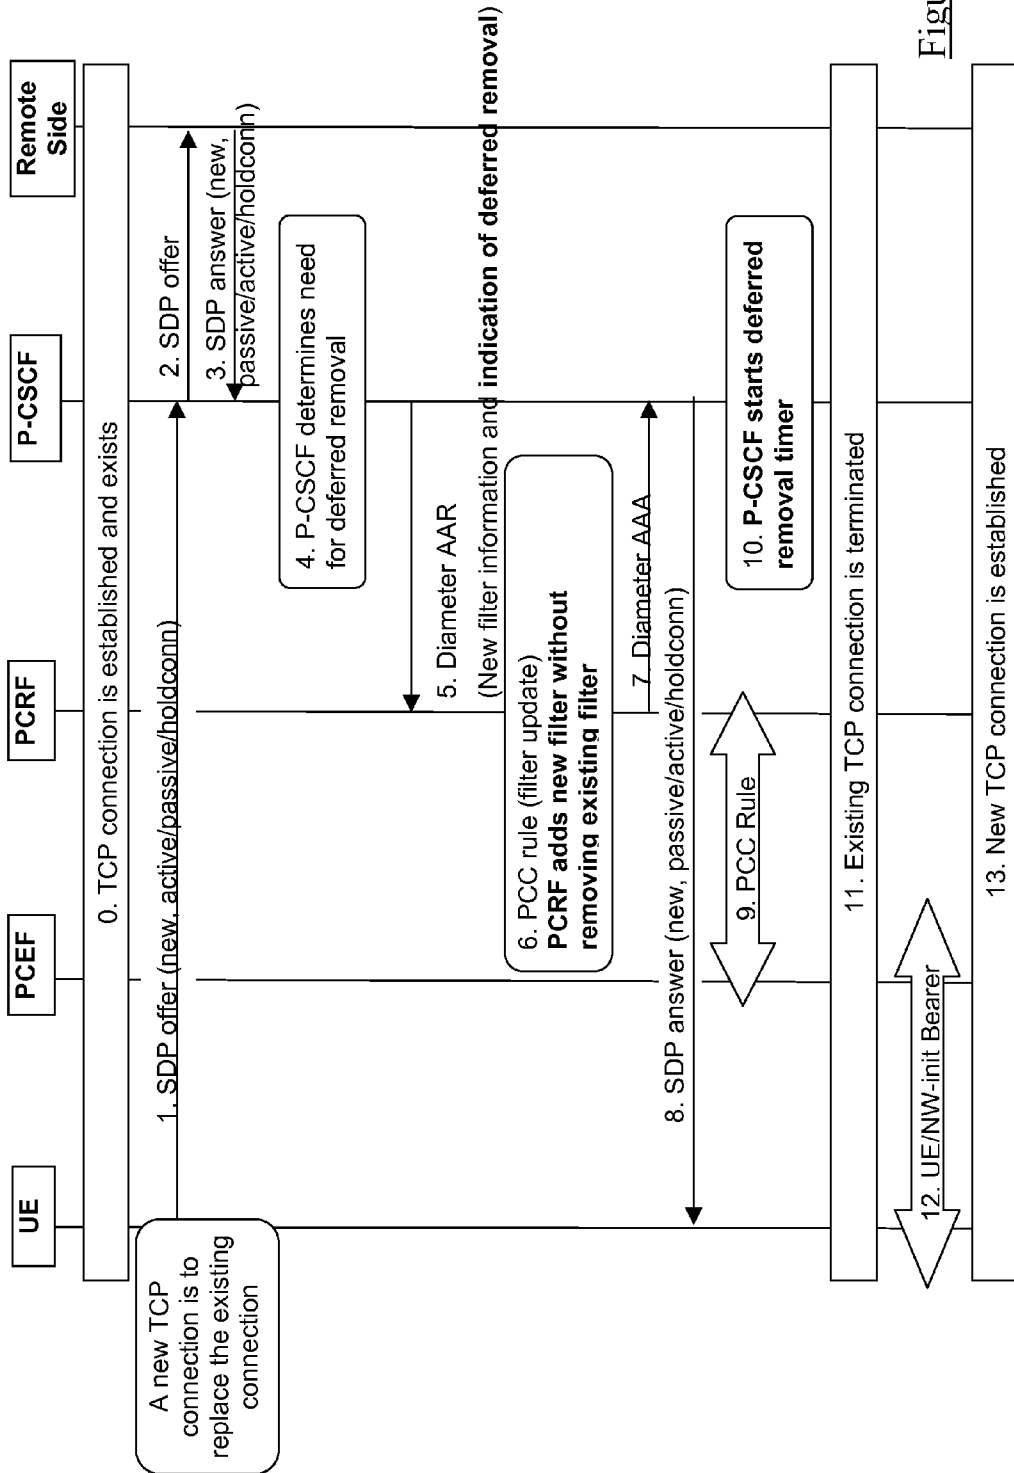 UE
PCEF
PCRF
P-CSCF
Remote
Side
0. TCP connection is established and exists
A new TCP
connection is to
replace the existing
connection
1. SDP offer (new, active/passive/holdconn)
2. SDP offer
3. SDP answer (new,
passive/active/holdconn)
4. P-CSCF determines need
for deferred removal
5. Diameter AAR
(New filter information and indication of deferred removal)
6. PCC rule (filter update)
PCRF adds new filter without
removing existing filter
7. Diameter AAA
8. SDP answer (new, passive/active/holdconn)
9. PCC Rule
10. P-CSCF starts deferred
removal timer
11. Existing TCP connection is terminated
12. UE/NW-init Bearer
13. New TCP connection is established